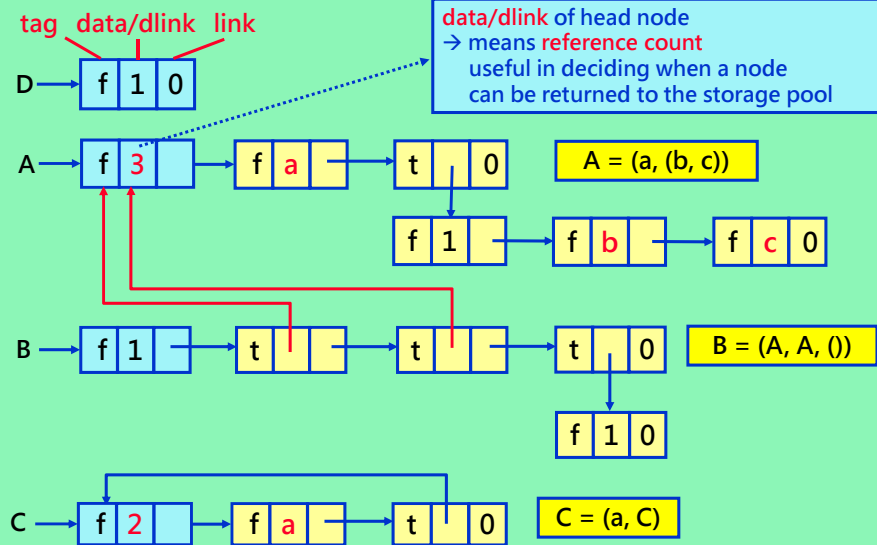 tag data/dlink link
data/dlink of head node
→ means reference count
useful in deciding when a node
can be returned to the storage pool
D f 1 0
A f 3 f a t 0 A = (a, (b, c))
f 1 f b f c 0
B f 1 t t t 0 B = (A, A, ())
f 1 0
C f 2 f a t 0 C = (a, C)